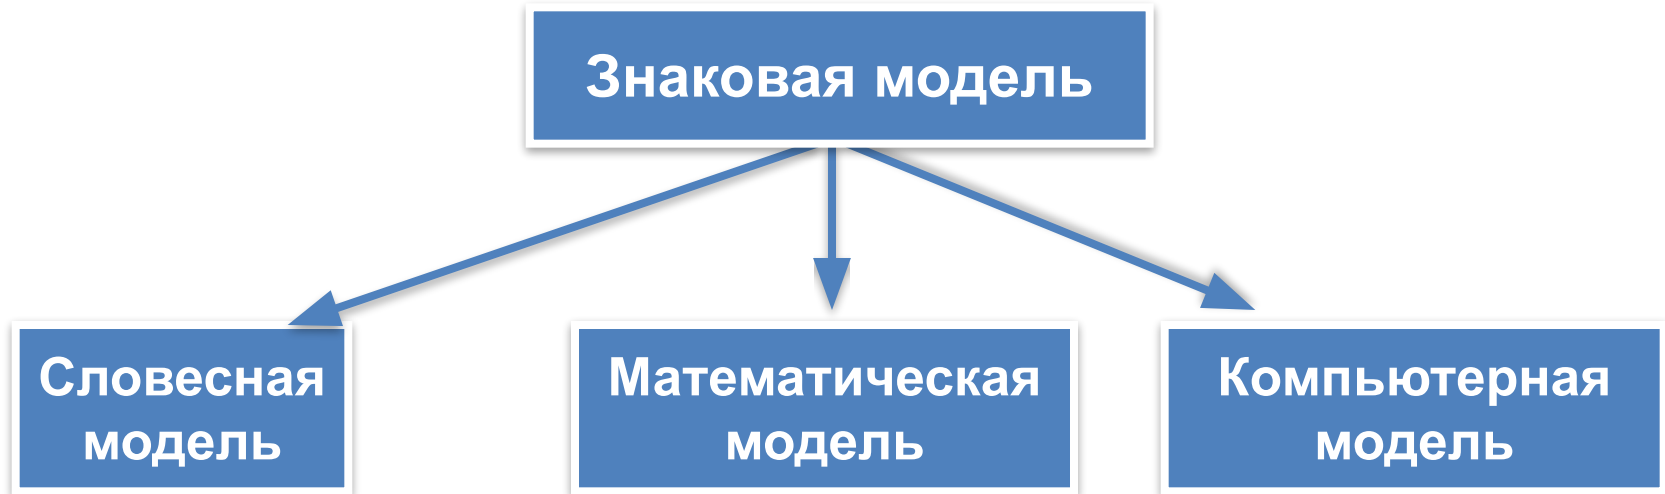 Знаковая модель
Словесная
модель
Математическая
модель
Компьютерная
модель